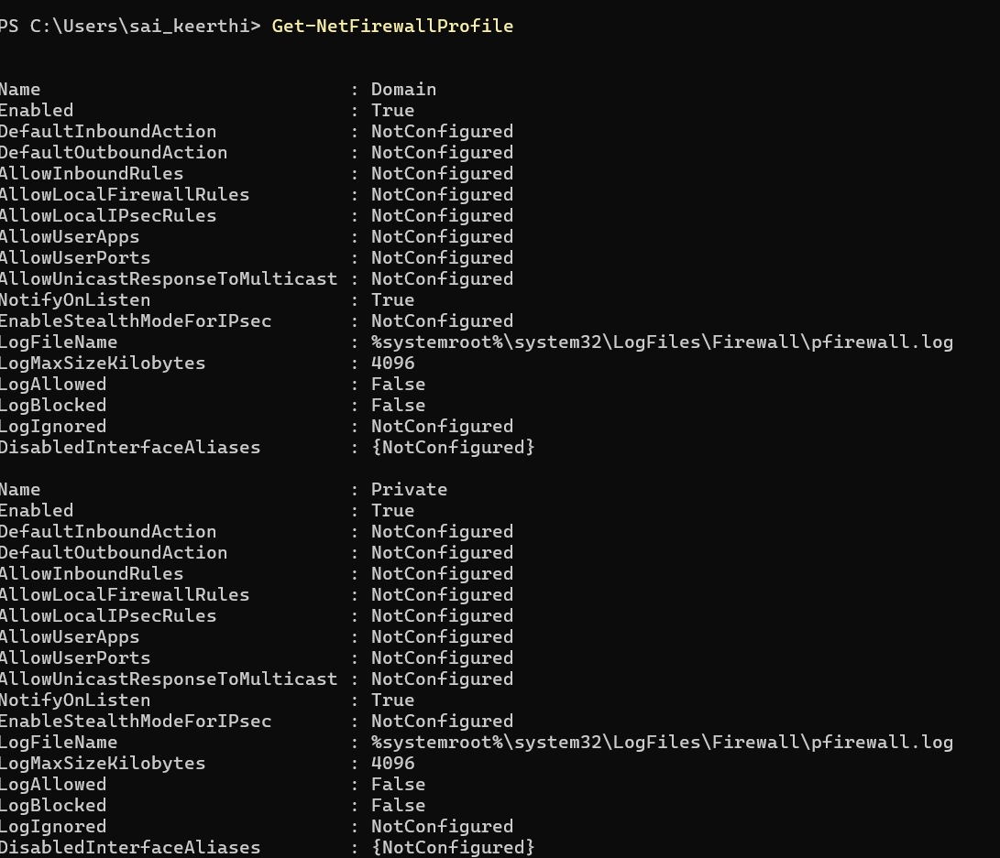 PS C:\Users\sai_keerthi> Get-NetFirewallProfile
Name : Domain
Enabled : True
DefaultInboundAction : NotConfigured
DefaultOutboundAction : NotConfigured
AllowInboundRules : NotConfigured
AllowLocalFirewallRules : NotConfigured
AllowLocalIPsecRules : NotConfigured
AllowUserApps : NotConfigured
AllowUserPorts : NotConfigured
AllowUnicastResponseToMulticast : NotConfigured
NotifyOnListen : True
EnableStealthModeForIPsec : NotConfigured
LogFileName : %systemroot%\system32\LogFiles\Firewall\pfirewall.log
LogMaxSizeKilobytes : 4096
LogAllowed : False
LogBlocked : False
LogIgnored : NotConfigured
DisabledInterfaceAliases : {NotConfigured}
Name : Private
Enabled : True
DefaultInboundAction : NotConfigured
DefaultOutboundAction : NotConfigured
AllowInboundRules : NotConfigured
AllowLocalFirewallRules : NotConfigured
AllowLocalIPsecRules : NotConfigured
AllowUserApps : NotConfigured
AllowUserPorts : NotConfigured
AllowUnicastResponseToMulticast : NotConfigured
NotifyOnListen : True
EnableStealthModeForIPsec : NotConfigured
LogFileName : %systemroot%\system32\LogFiles\Firewall\pfirewall.log
LogMaxSizeKilobytes : 4096
LogAllowed : False
LogBlocked : False
LogIgnored : NotConfigured
DisabledInterfaceAliases : {NotConfigured}